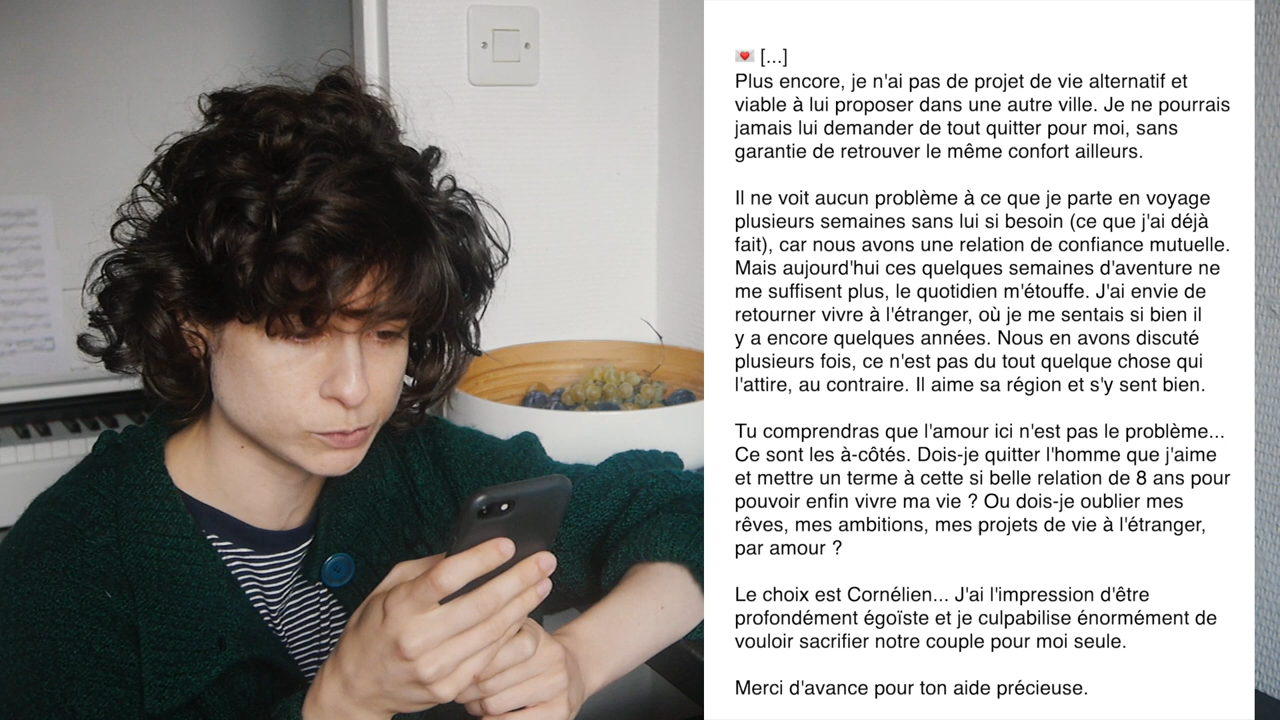 💌 [...]
Plus encore, je n'ai pas de projet de vie alternatif et
viable à lui proposer dans une autre ville. Je ne pourrais
jamais lui demander de tout quitter pour moi, sans
garantie de retrouver le même confort ailleurs.
Il ne voit aucun problème à ce que je parte en voyage
plusieurs semaines sans lui si besoin (ce que j'ai déjà
fait), car nous avons une relation de confiance mutuelle.
Mais aujourd'hui ces quelques semaines d'aventure ne
me suffisent plus, le quotidien m'étouffe. J'ai envie de
retourner vivre à l'étranger, où je me sentais si bien il
y a encore quelques années. Nous en avons discuté
plusieurs fois, ce n'est pas du tout quelque chose qui
l'attire, au contraire. Il aime sa région et s'y sent bien.
Tu comprendras que l'amour ici n'est pas le problème...
Ce sont les à-côtés. Dois-je quitter l'homme que j'aime
et mettre un terme à cette si belle relation de 8 ans pour
pouvoir enfin vivre ma vie ? Ou dois-je oublier mes
rêves, mes ambitions, mes projets de vie à l'étranger,
par amour ?
Le choix est Cornélien... J'ai l'impression d'être
profondément égoïste et je culpabilise énormément de
vouloir sacrifier notre couple pour moi seule.
Merci d'avance pour ton aide précieuse.